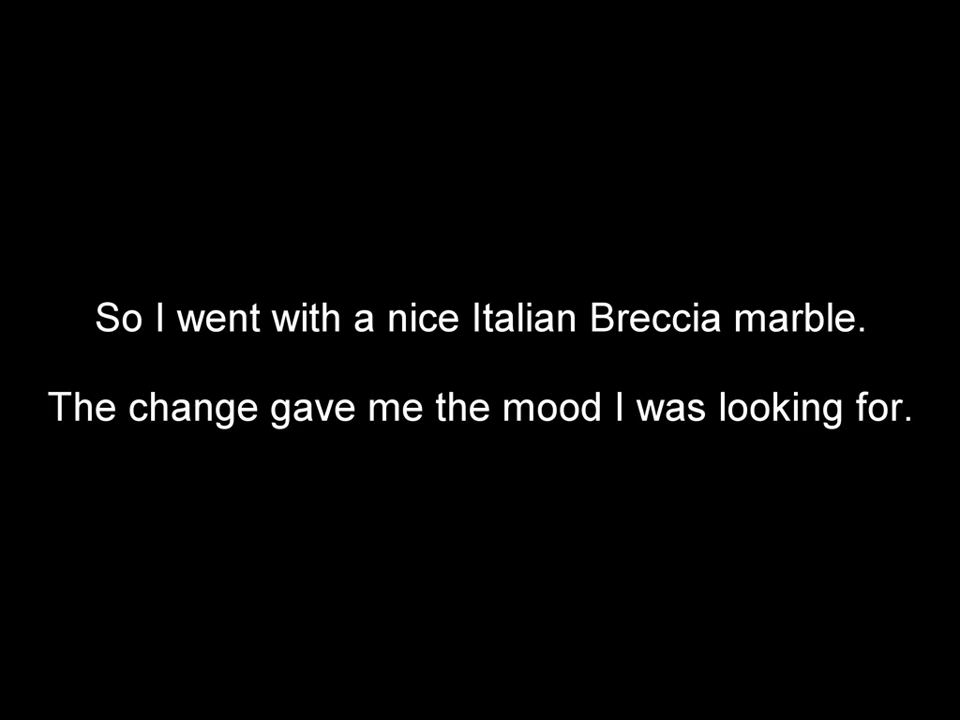 So I went with a nice Italian Breccia marble.
The change gave me the mood I was looking for.